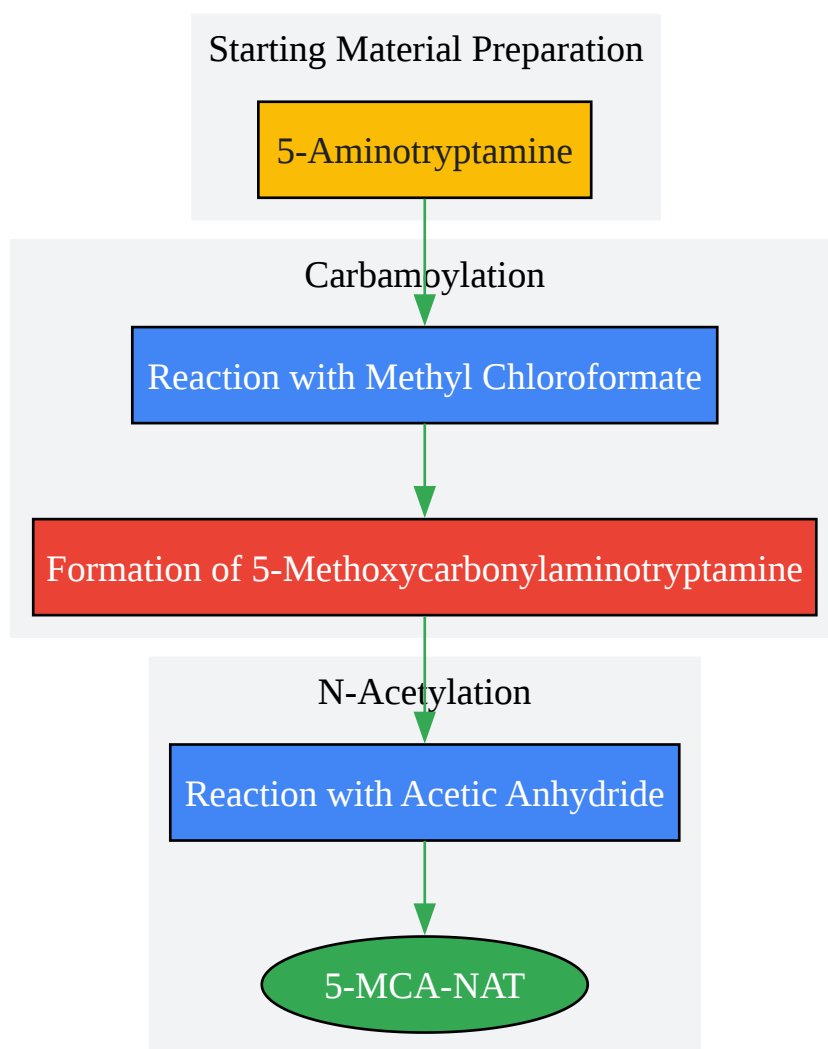 Starting Material Preparation
5-Aminotryptamine
Carbamoylation
Reaction with Methyl Chloroformate
Formation of 5-Methoxycarbonylaminotryptamine
N-Acetylation
Reaction with Acetic Anhydride
5-MCA-NAT